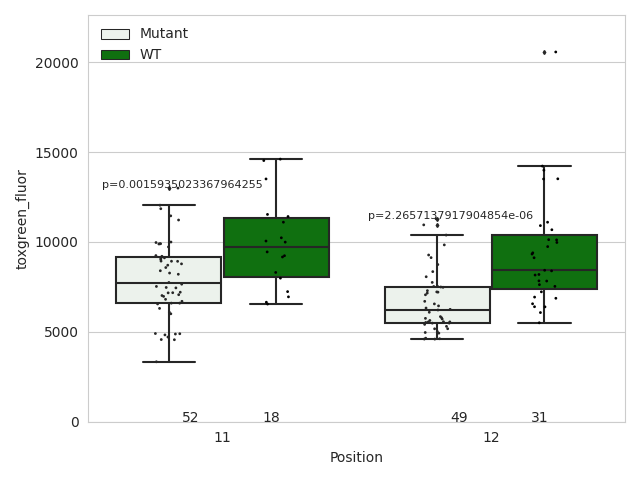 Mutant
WT
20000
15000
10000
5000
0
toxgreen_fluor
p=0.0015935023367964255
p=2.2657137917904854e-06
52
18
49
31
11
12
Position